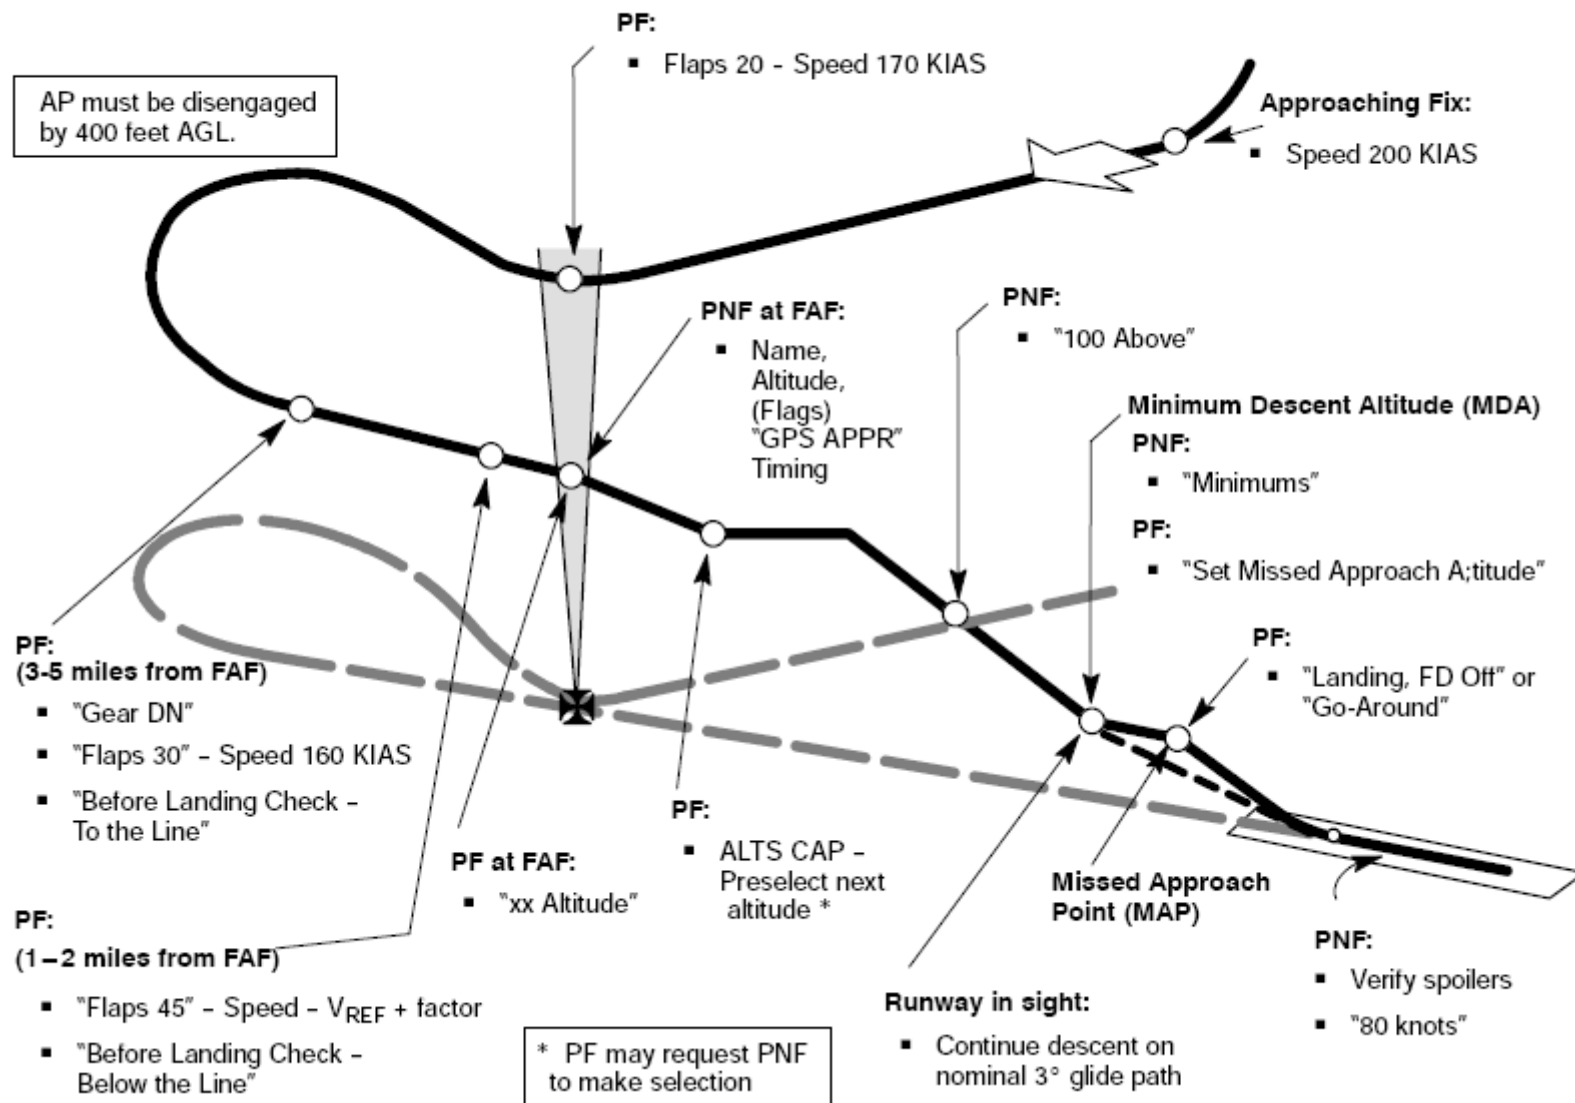 PF:
▪ Flaps 20 – Speed 170 KIAS
AP must be disengaged
by 400 feet AGL.
Approaching Fix:
▪ Speed 200 KIAS
PNF at FAF:
▪ Name,
Altitude,
(Flags)
"GPS APPR"
Timing
PNF:
▪ "100 Above"
Minimum Descent Altitude (MDA)
PNF:
▪ "Minimums"
PF:
▪ "Set Missed Approach A;titude"
PF:
▪ "Landing, FD Off" or
"Go-Around"
PF:
(3-5 miles from FAF)
▪ "Gear DN"
▪ "Flaps 30" – Speed 160 KIAS
▪ "Before Landing Check –
To the Line"
PF at FAF:
▪ "xx Altitude"
PF:
▪ ALTS CAP –
Preselect next
altitude *
Missed Approach
Point (MAP)
PNF:
▪ Verify spoilers
▪ "80 knots"
PF:
(1–2 miles from FAF)
▪ "Flaps 45" – Speed – VREF + factor
▪ "Before Landing Check –
Below the Line"
* PF may request PNF
to make selection
Runway in sight:
▪ Continue descent on
nominal 3° glide path